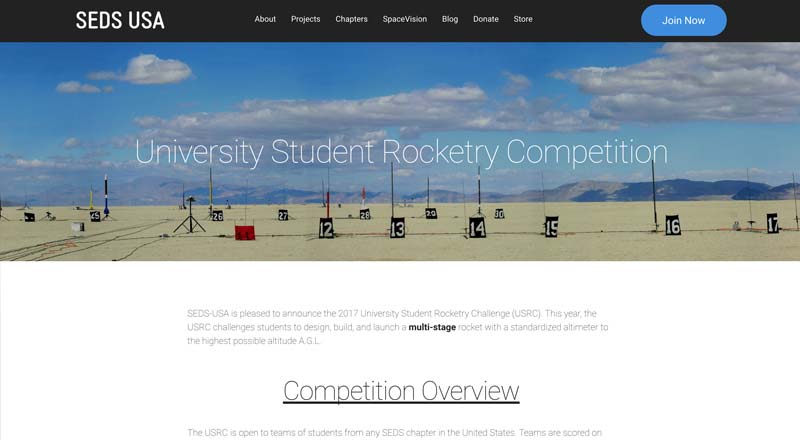 SEDS USA
About Projects Chapters SpaceVision Blog Donate Store
Join Now
University Student Rocketry Competition
25 26 27 28 29 30
12 13 14 15 16 17
SEDS-USA is pleased to announce the 2017 University Student Rocketry Challenge (USRC). This year, the
USRC challenges students to design, build, and launch a multi-stage rocket with a standardized altimeter to
the highest possible altitude A.G.L.
Competition Overview
The USRC is open to teams of students from any SEDS chapter in the United States. Teams are scored on